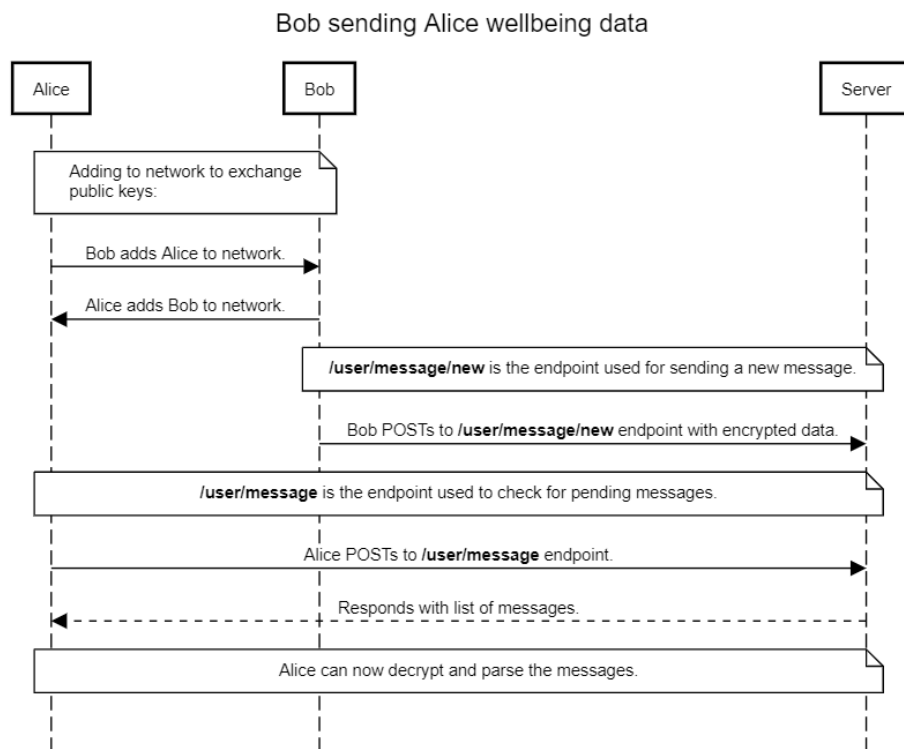 Bob sending Alice wellbeing data
Alice
Bob
Server
Adding to network to exchange
public keys:
Bob adds Alice to network.
Alice adds Bob to network.
/user/message/new is the endpoint used for sending a new message.
Bob POSTs to /user/message/new endpoint with encrypted data.
/user/message is the endpoint used to check for pending messages.
Alice POSTs to /user/message endpoint.
Responds with list of messages.
Alice can now decrypt and parse the messages.